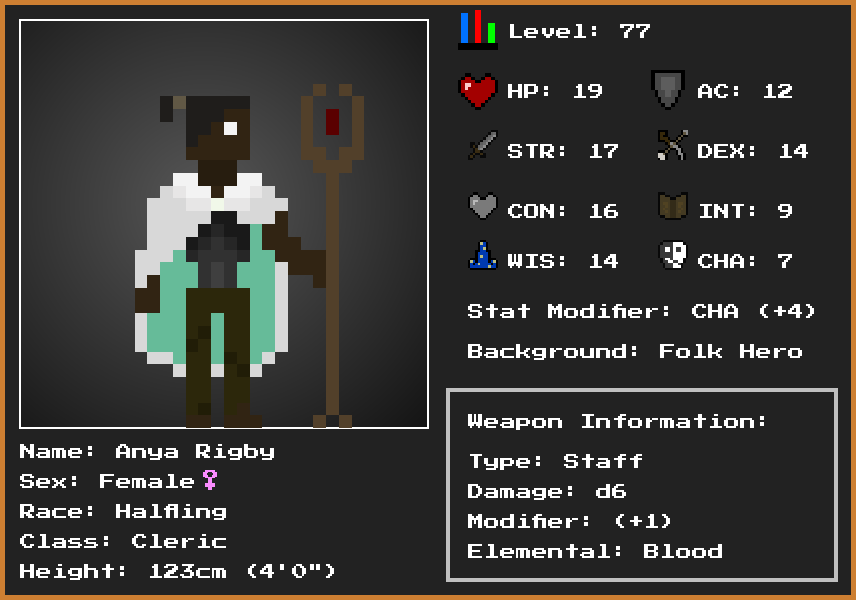 Level: 77
HP: 19
AC: 12
STR: 17
DEX: 14
CON: 16
INT: 9
WIS: 14
CHA: 7
Stat Modifier: CHA (+4)
Background: Folk Hero
Weapon Information:
Type: Staff
Damage: d6
Modifier: (+1)
Elemental: Blood
Name: Anya Rigby
Sex: Female♀
Race: Halfling
Class: Cleric
Height: 123cm (4'0")